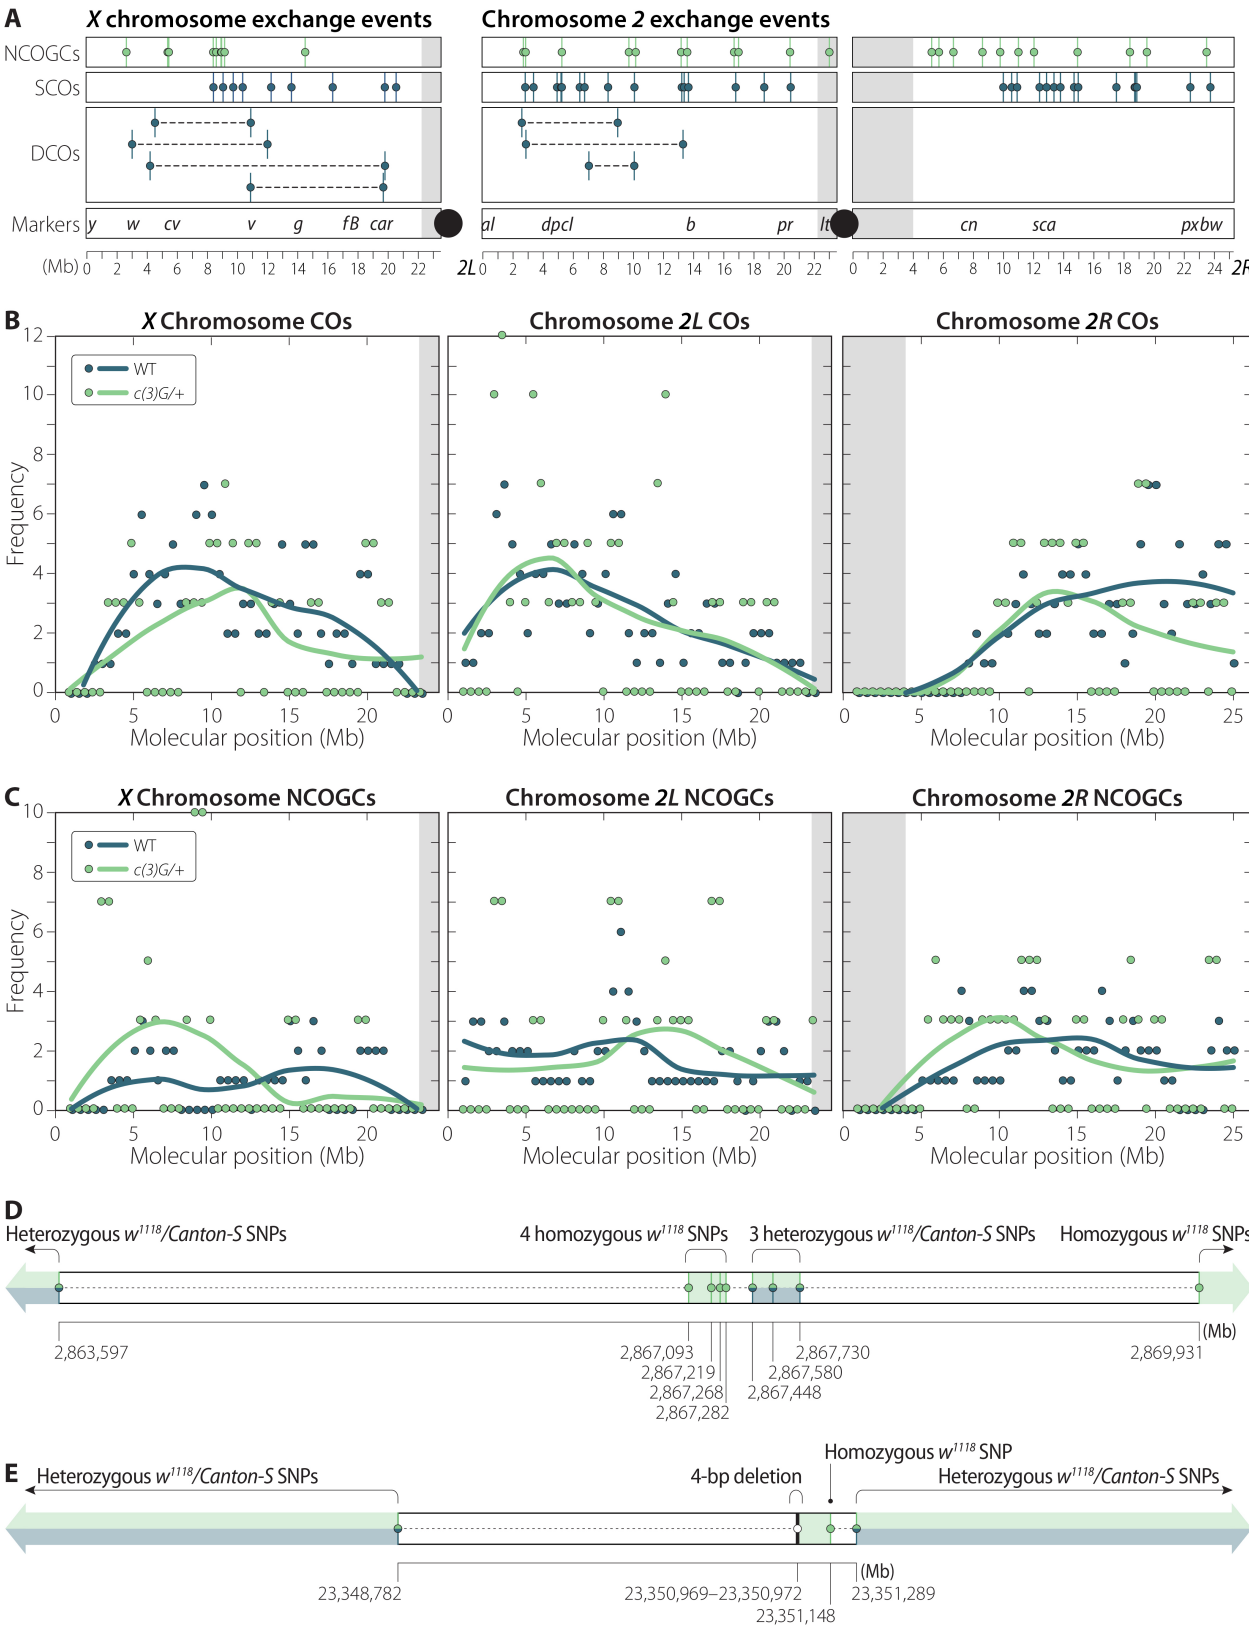 A
X chromosome exchange events
Chromosome 2 exchange events
NCOGCs
SCOs
DCOs
Markers
y w cv v g fB car
al dp cl b pr lt
cn sca px bw
(Mb)
0 2 4 6 8 10 12 14 16 18 20 22
2L
0 2 4 6 8 10 12 14 16 18 20 22
0 2 4 6 8 10 12 14 16 18 20 22 24
2R
B
X Chromosome COs
Chromosome 2L COs
Chromosome 2R COs
WT
c(3)G/+
Frequency
12
10
8
6
4
2
0
0 5 10 15 20
0 5 10 15 20
0 5 10 15 20 25
Molecular position (Mb)
Molecular position (Mb)
Molecular position (Mb)
C
X Chromosome NCOGCs
Chromosome 2L NCOGCs
Chromosome 2R NCOGCs
WT
c(3)G/+
Frequency
10
8
6
4
2
0
0 5 10 15 20
0 5 10 15 20
0 5 10 15 20 25
Molecular position (Mb)
Molecular position (Mb)
Molecular position (Mb)
D
Heterozygous w1118/Canton-S SNPs
4 homozygous w1118 SNPs
3 heterozygous w1118/Canton-S SNPs
Homozygous w1118 SNPs
(Mb)
2,863,597
2,867,093
2,867,219
2,867,268
2,867,282
2,867,730
2,867,580
2,867,448
2,869,931
E
Heterozygous w1118/Canton-S SNPs
4-bp deletion
Homozygous w1118 SNP
Heterozygous w1118/Canton-S SNPs
(Mb)
23,348,782
23,350,969–23,350,972
23,351,148
23,351,289